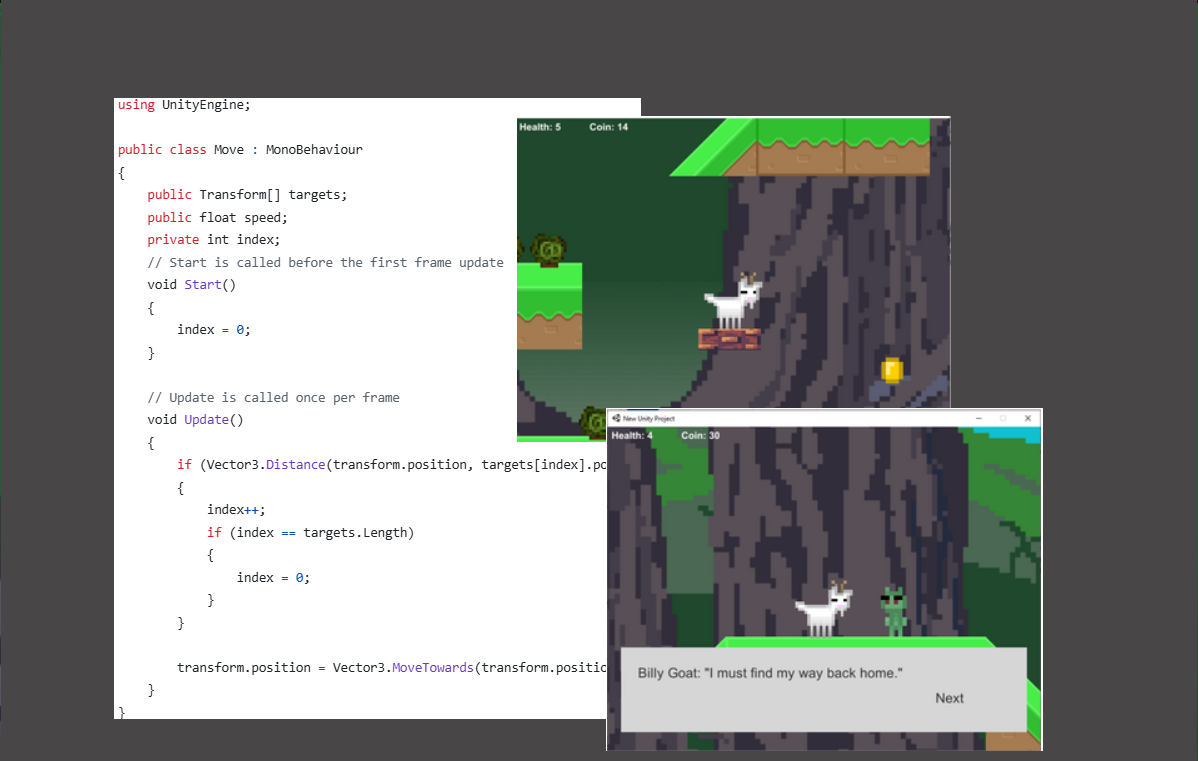 using UnityEngine;
public class Move : MonoBehaviour
{
public Transform[] targets;
public float speed;
private int index;
// Start is called before the first frame update
void Start()
{
index = 0;
}
// Update is called once per frame
void Update()
{
if (Vector3.Distance(transform.position, targets[index].po
{
index++;
if (index == targets.Length)
{
index = 0;
}
}
transform.position = Vector3.MoveTowards(transform.positio
}
}
Health: 5 Coin: 14
New Unity Project
Health: 4 Coin: 30
Billy Goat: "I must find my way back home."
Next